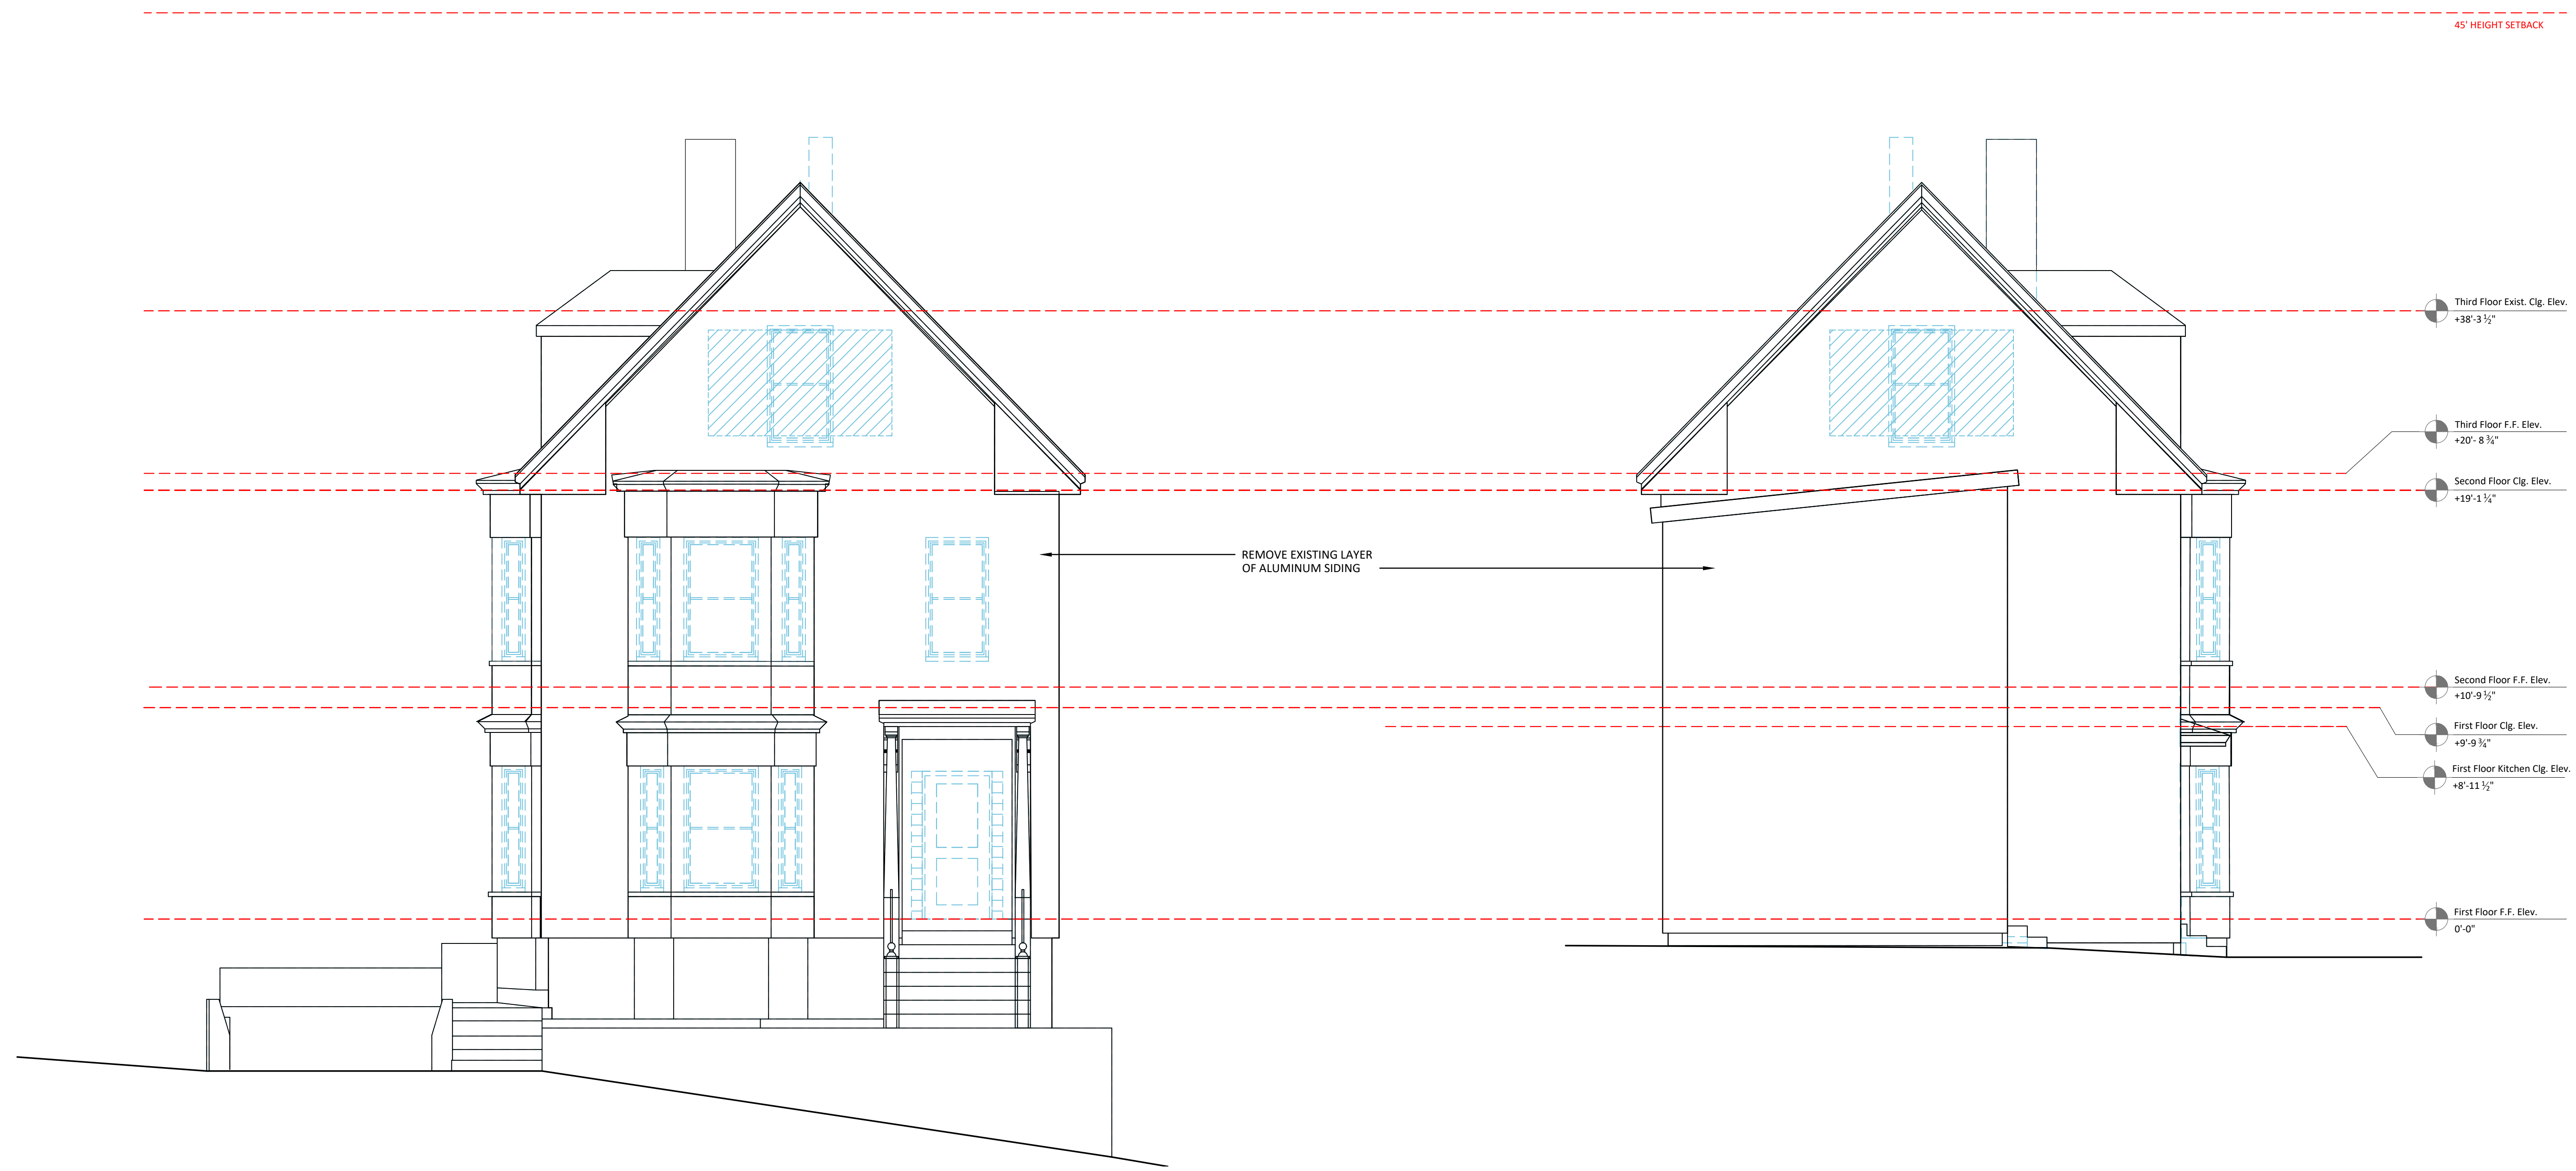 45' HEIGHT SETBACK
Third Floor Exist. Clg. Elev.
+38'-3 ½"
Third Floor F.F. Elev.
+20'- 8 ¾"
Second Floor Clg. Elev.
+19'-1 ¼"
REMOVE EXISTING LAYER
OF ALUMINUM SIDING
Second Floor F.F. Elev.
+10'-9 ½"
First Floor Clg. Elev.
+9'-9 ¾"
First Floor Kitchen Clg. Elev.
+8'-11 ½"
First Floor F.F. Elev.
0'-0"